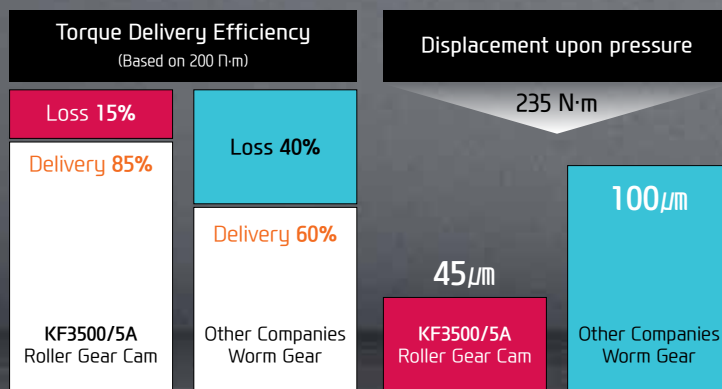 Torque Delivery Efficiency
(Based on 200 N·m)
Loss 15%
Delivery 85%
KF3500/5A
Roller Gear Cam
Loss 40%
Delivery 60%
Other Companies
Worm Gear
Displacement upon pressure
235 N·m
45μm
KF3500/5A
Roller Gear Cam
100μm
Other Companies
Worm Gear